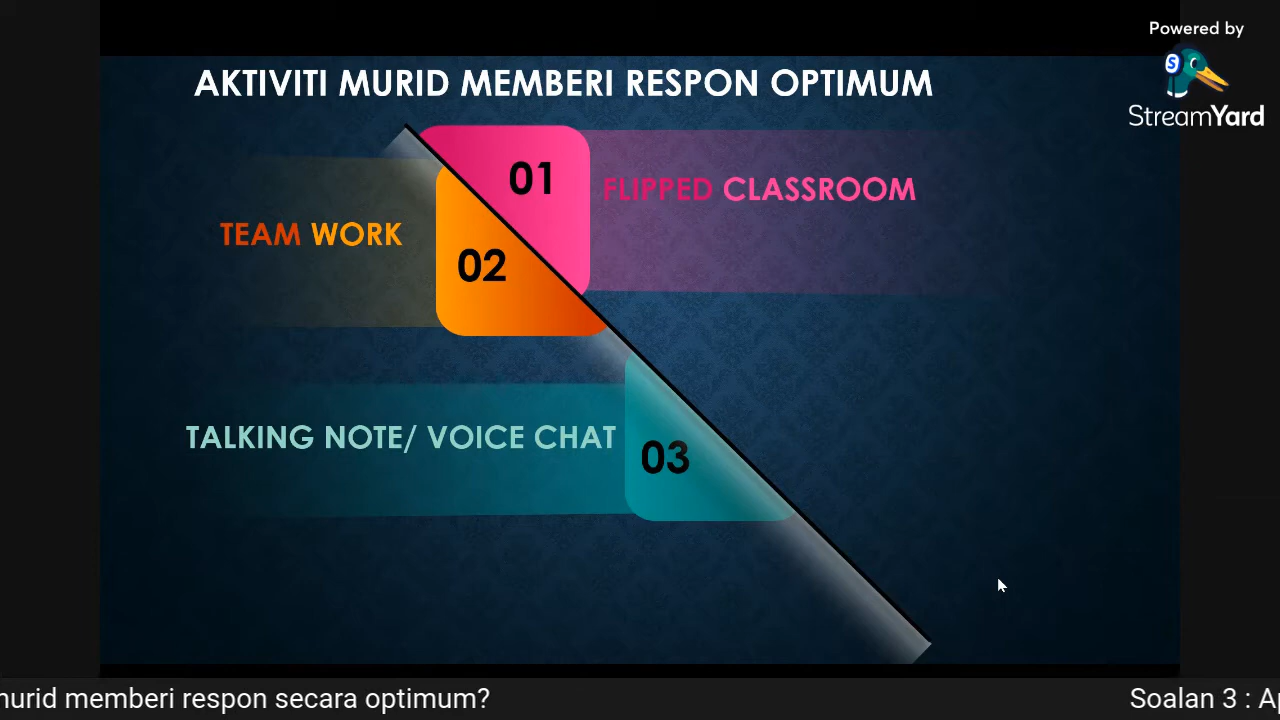 Powered by
StreamYard
AKTIVITI MURID MEMBERI RESPON OPTIMUM
01
FLIPPED CLASSROOM
TEAM WORK
02
TALKING NOTE/ VOICE CHAT
03
murid memberi respon secara optimum?
Soalan 3 :